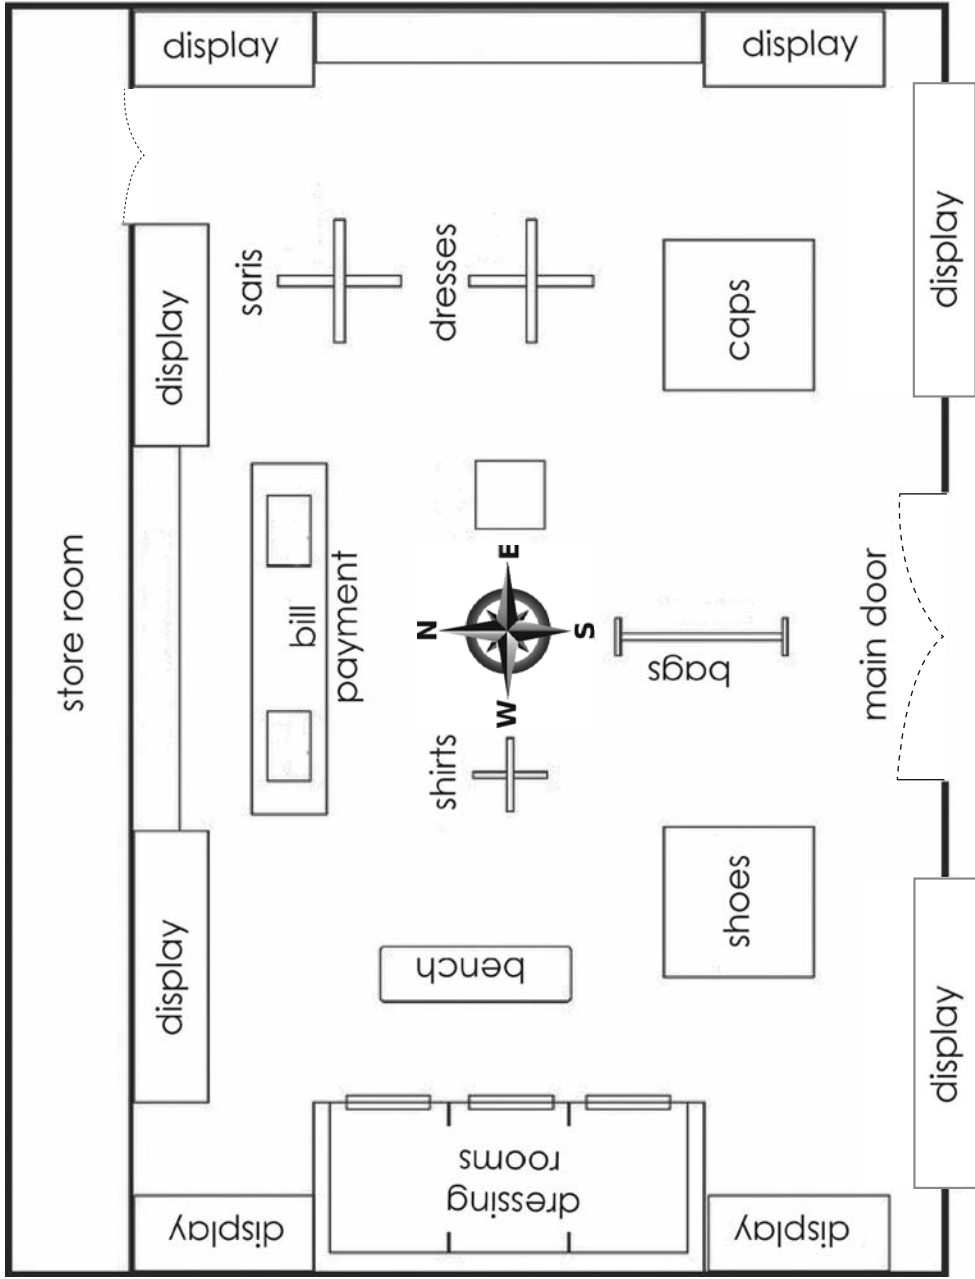 display
display
display
saris
dresses
caps
display
store room
bill
payment
N
E
S
W
bags
main door
shirts
shoes
bench
display
display
dressing
rooms
display
display